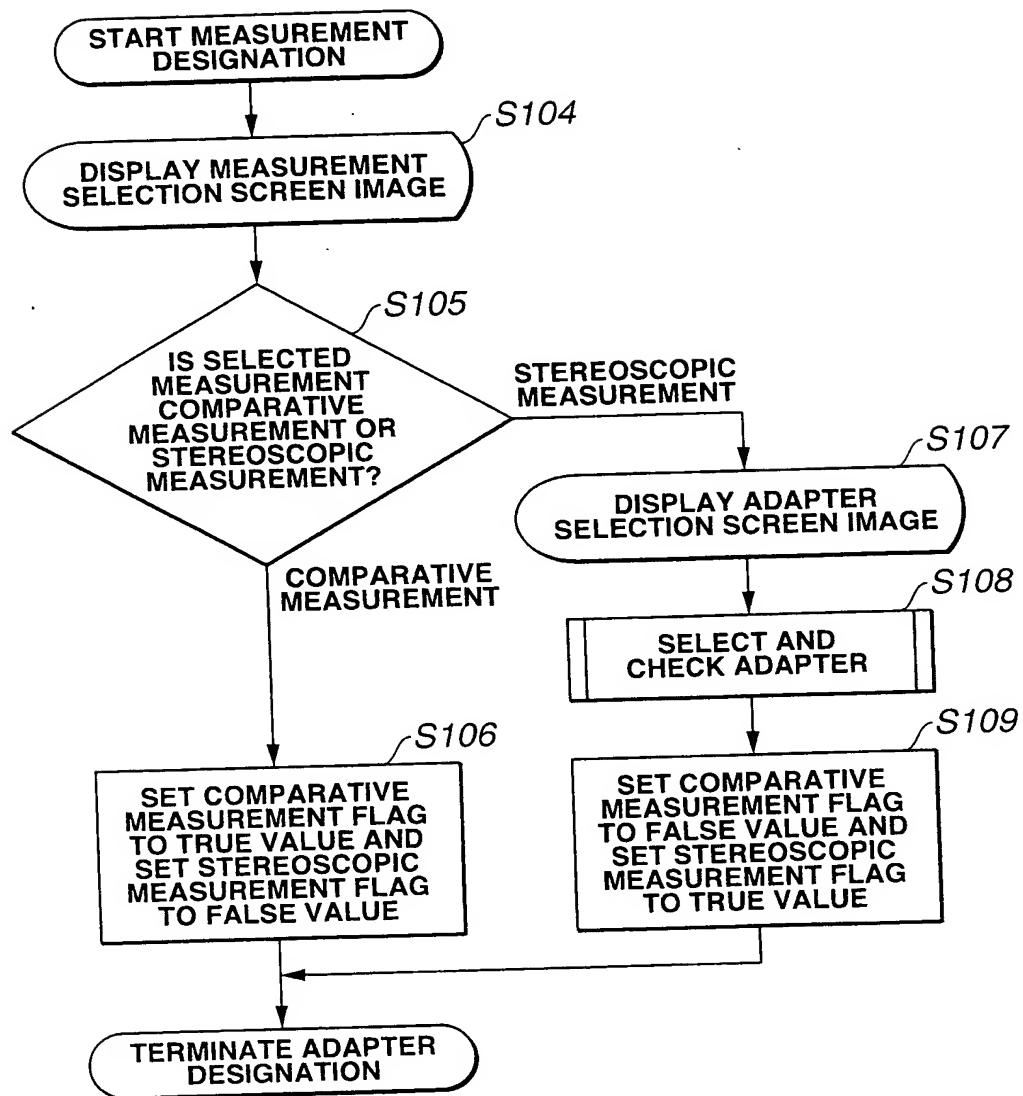 START MEASUREMENT
DESIGNATION
S104
DISPLAY MEASUREMENT
SELECTION SCREEN IMAGE
S105
IS SELECTED
MEASUREMENT
COMPARATIVE
MEASUREMENT OR
STEREOSCOPIC
MEASUREMENT?
STEREOSCOPIC
MEASUREMENT
S107
DISPLAY ADAPTER
SELECTION SCREEN IMAGE
COMPARATIVE
MEASUREMENT
S108
SELECT AND
CHECK ADAPTER
S106
SET COMPARATIVE
MEASUREMENT FLAG
TO TRUE VALUE AND
SET STEREOSCOPIC
MEASUREMENT FLAG
TO FALSE VALUE
S109
SET COMPARATIVE
MEASUREMENT FLAG
TO FALSE VALUE AND
SET STEREOSCOPIC
MEASUREMENT FLAG
TO TRUE VALUE
TERMINATE ADAPTER
DESIGNATION